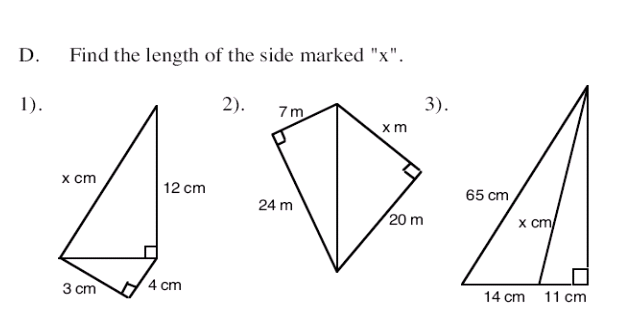 D. Find the length of the side marked "x".
1). 2). 3).
7 m
x m
x cm
12 cm
24 m
20 m
65 cm
x cm
3 cm
4 cm
14 cm 11 cm